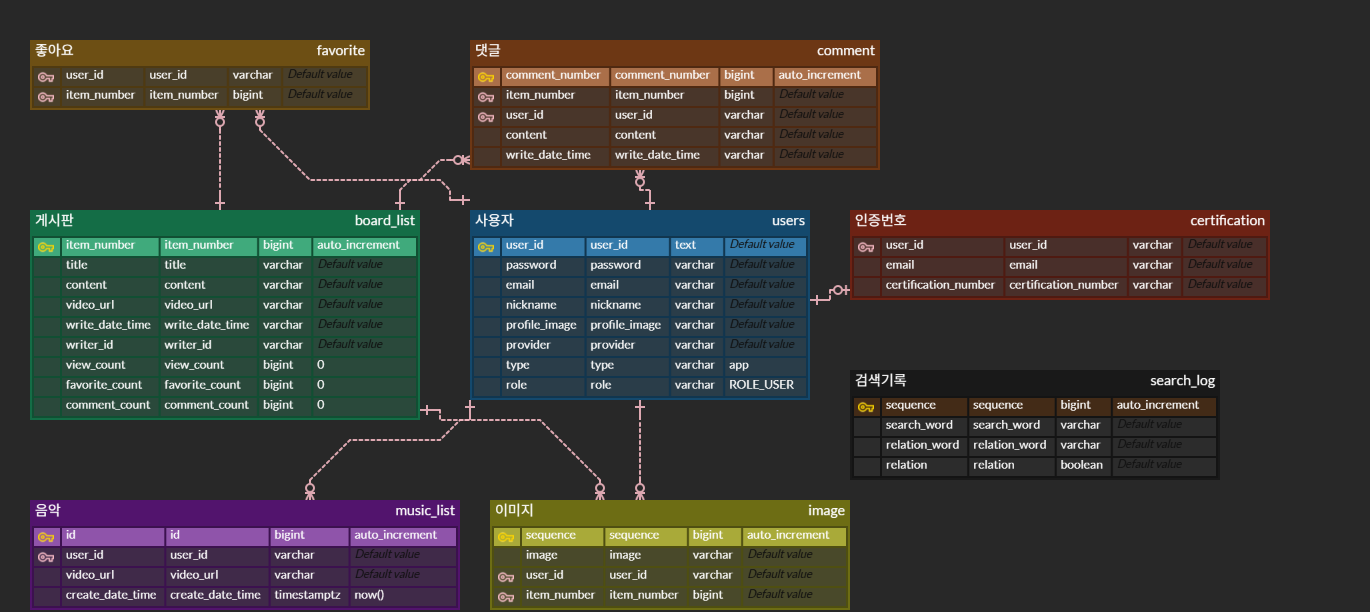 좋아요 favorite
user_id user_id varchar Default value
item_number item_number bigint Default value
댓글 comment
comment_number comment_number bigint auto_increment
item_number item_number bigint Default value
user_id user_id varchar Default value
content content varchar Default value
write_date_time write_date_time varchar Default value
게시판 board_list
item_number item_number bigint auto_increment
title title varchar Default value
content content varchar Default value
video_url video_url varchar Default value
write_date_time write_date_time varchar Default value
writer_id writer_id varchar Default value
view_count view_count bigint 0
favorite_count favorite_count bigint 0
comment_count comment_count bigint 0
사용자 users
user_id user_id text Default value
password password varchar Default value
email email varchar Default value
nickname nickname varchar Default value
profile_image profile_image varchar Default value
provider provider varchar Default value
type type varchar app
role role varchar ROLE_USER
인증번호 certification
user_id user_id varchar Default value
email email varchar Default value
certification_number certification_number varchar Default value
검색기록 search_log
sequence sequence bigint auto_increment
search_word search_word varchar Default value
relation_word relation_word varchar Default value
relation relation boolean Default value
음악 music_list
id id bigint auto_increment
user_id user_id varchar Default value
video_url video_url varchar Default value
create_date_time create_date_time timestamptz now()
이미지 image
sequence sequence bigint auto_increment
image image varchar Default value
user_id user_id varchar Default value
item_number item_number bigint Default value